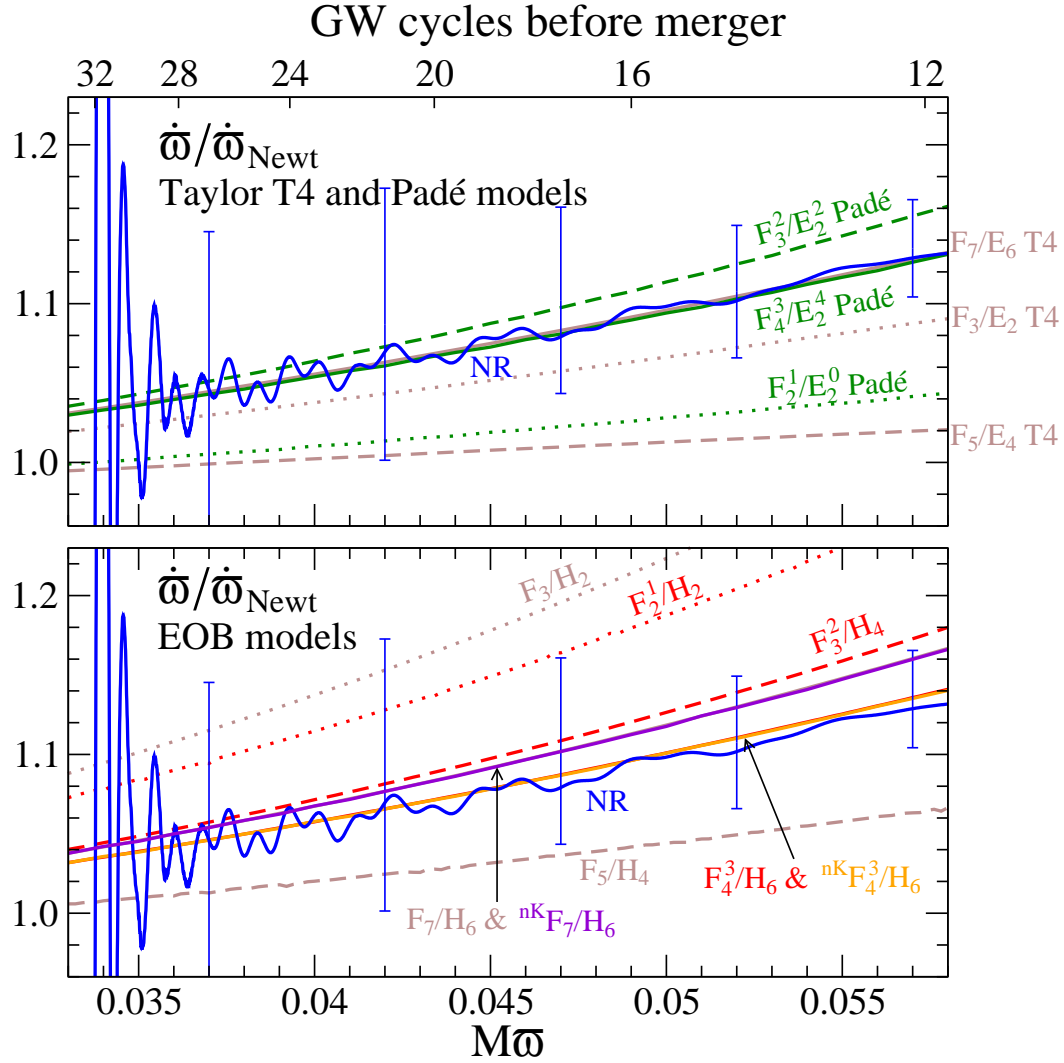 GW cycles before merger
32 28 24 20 16 12
ϖ̇/ϖ̇_Newt
Taylor T4 and Padé models
1.2
1.1
1.0
F₃²/E₂² Padé
F₇/E₆ T4
F₄³/E₂⁴ Padé
F₃/E₂ T4
NR
F₂¹/E₂⁰ Padé
F₅/E₄ T4
ϖ̇/ϖ̇_Newt
EOB models
1.2
1.1
1.0
F₃/H₂
F₂¹/H₂
F₃²/H₄
NR
F₅/H₄
F₄³/H₆ & ⁿᴷF₄³/H₆
F₇/H₆ & ⁿᴷF₇/H₆
0.035 0.04 0.045 0.05 0.055
Mϖ